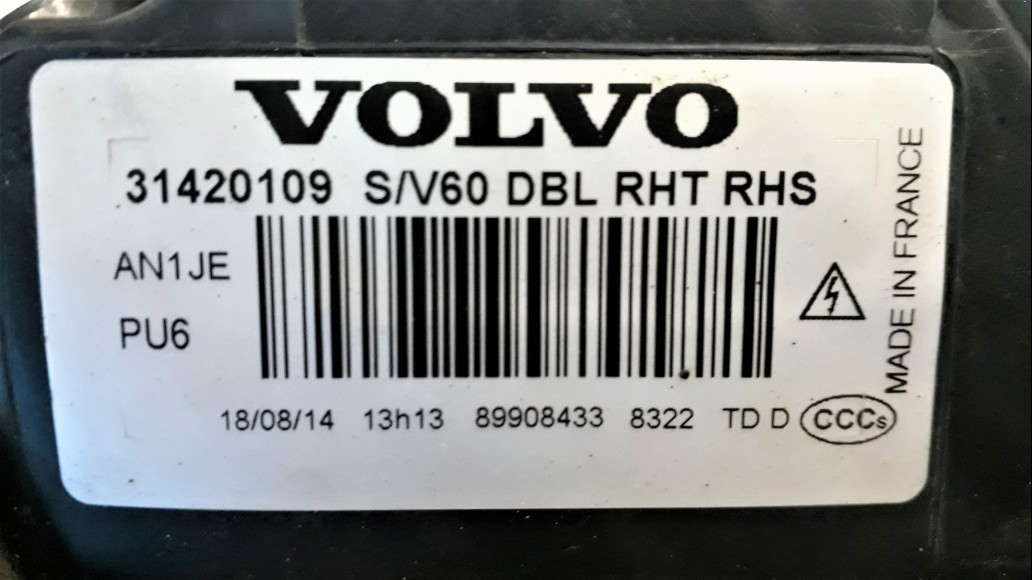 VOLVO
31420109 S/V60 DBL RHT RHS
AN1JE
PU6
18/08/14 13h13 89908433 8322 TD D CCCs
MADE IN FRANCE